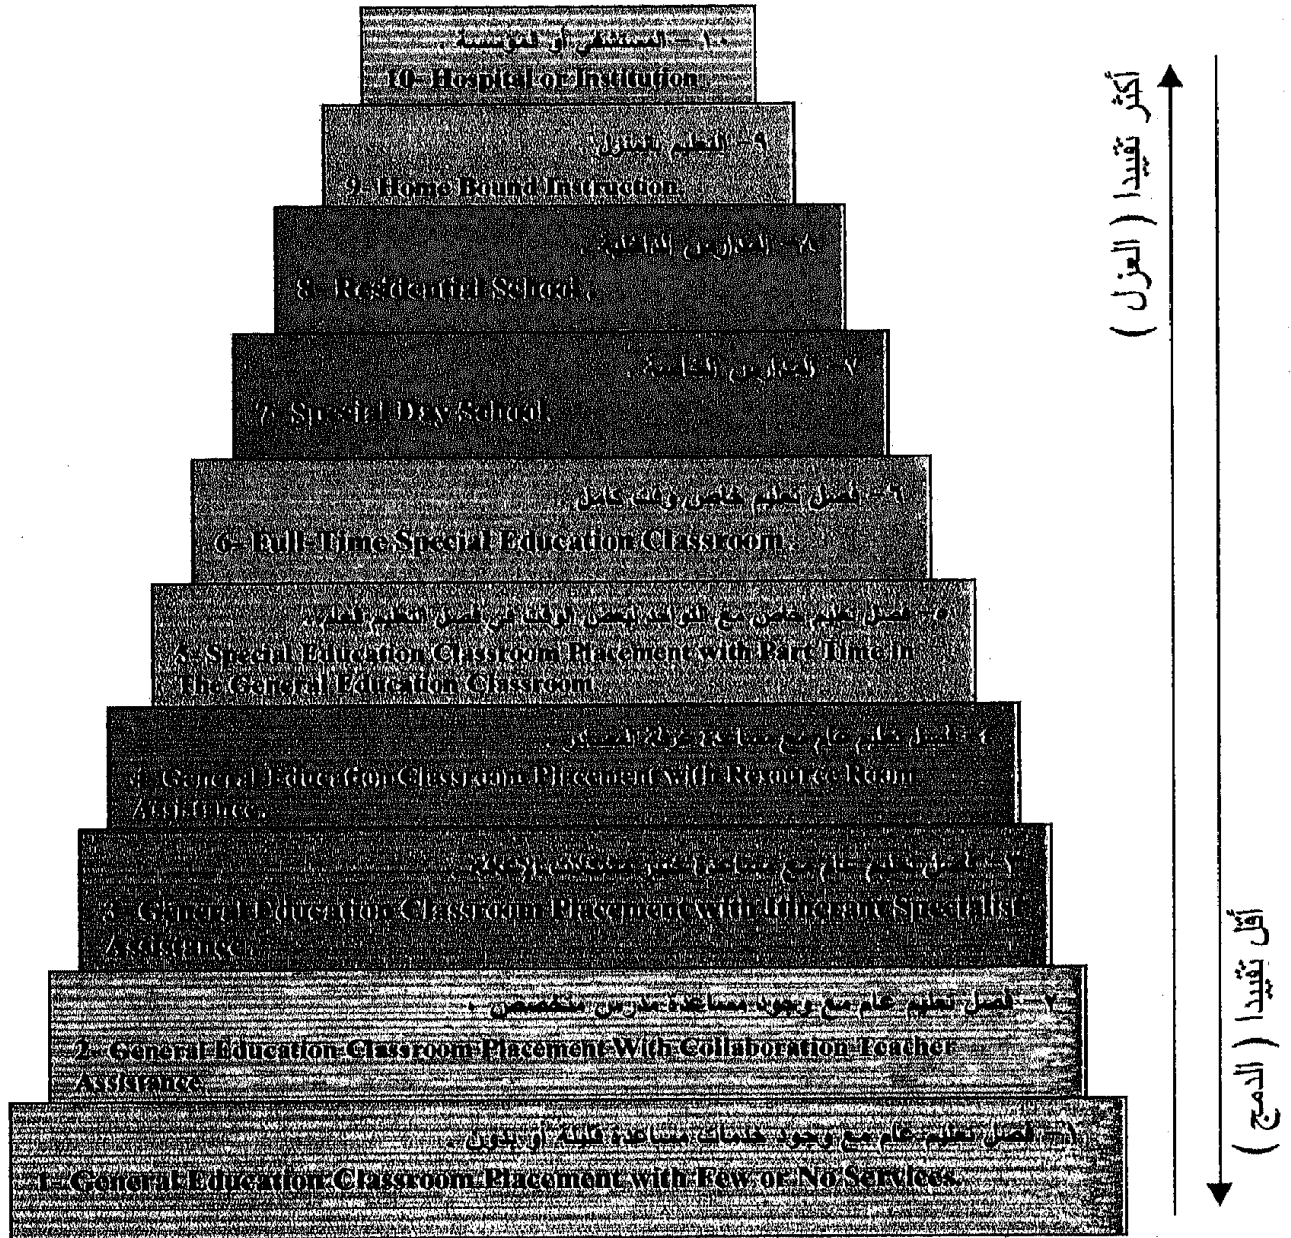 ١٠ – المستشفى أو المؤسسة .
10- Hospital or Institution.
٩ – التعليم بالمنزل .
9- Home Bound Instruction.
٨ – المدارس الداخلية .
8- Residential School .
٧ – المدارس الخاصة .
7- Special Day School.
٦ – فصل تعليم خاص وقت كامل .
6- Full-Time Special Education Classroom .
٥ – فصل تعليم خاص مع التواجد لبعض الوقت في فصل التعليم العام .
5- Special Education Classroom Placement with Part Time in
The General Education Classroom
٤ – فصل تعليم عام مع مساعدة غرفة المصادر .
4- General Education Classroom Placement with Resource Room
Assistance.
٣ – فصل تعليم عام مع مساعدة
3- General Education Classroom Placement with Itinerant Specialist
Assistance.
٢ – فصل تعليم عام مع وجود مساعدة مدرس متخصص .
2- General Education Classroom Placement With Collaboration Teacher
Assistance
١ – فصل تعليم عام مع وجود خدمات مساعدة قليلة أو بدون .
1- General Education Classroom Placement with Few or No Services.
أكثر تقييدا ( العزل )
أقل تقييدا ( الدمج )